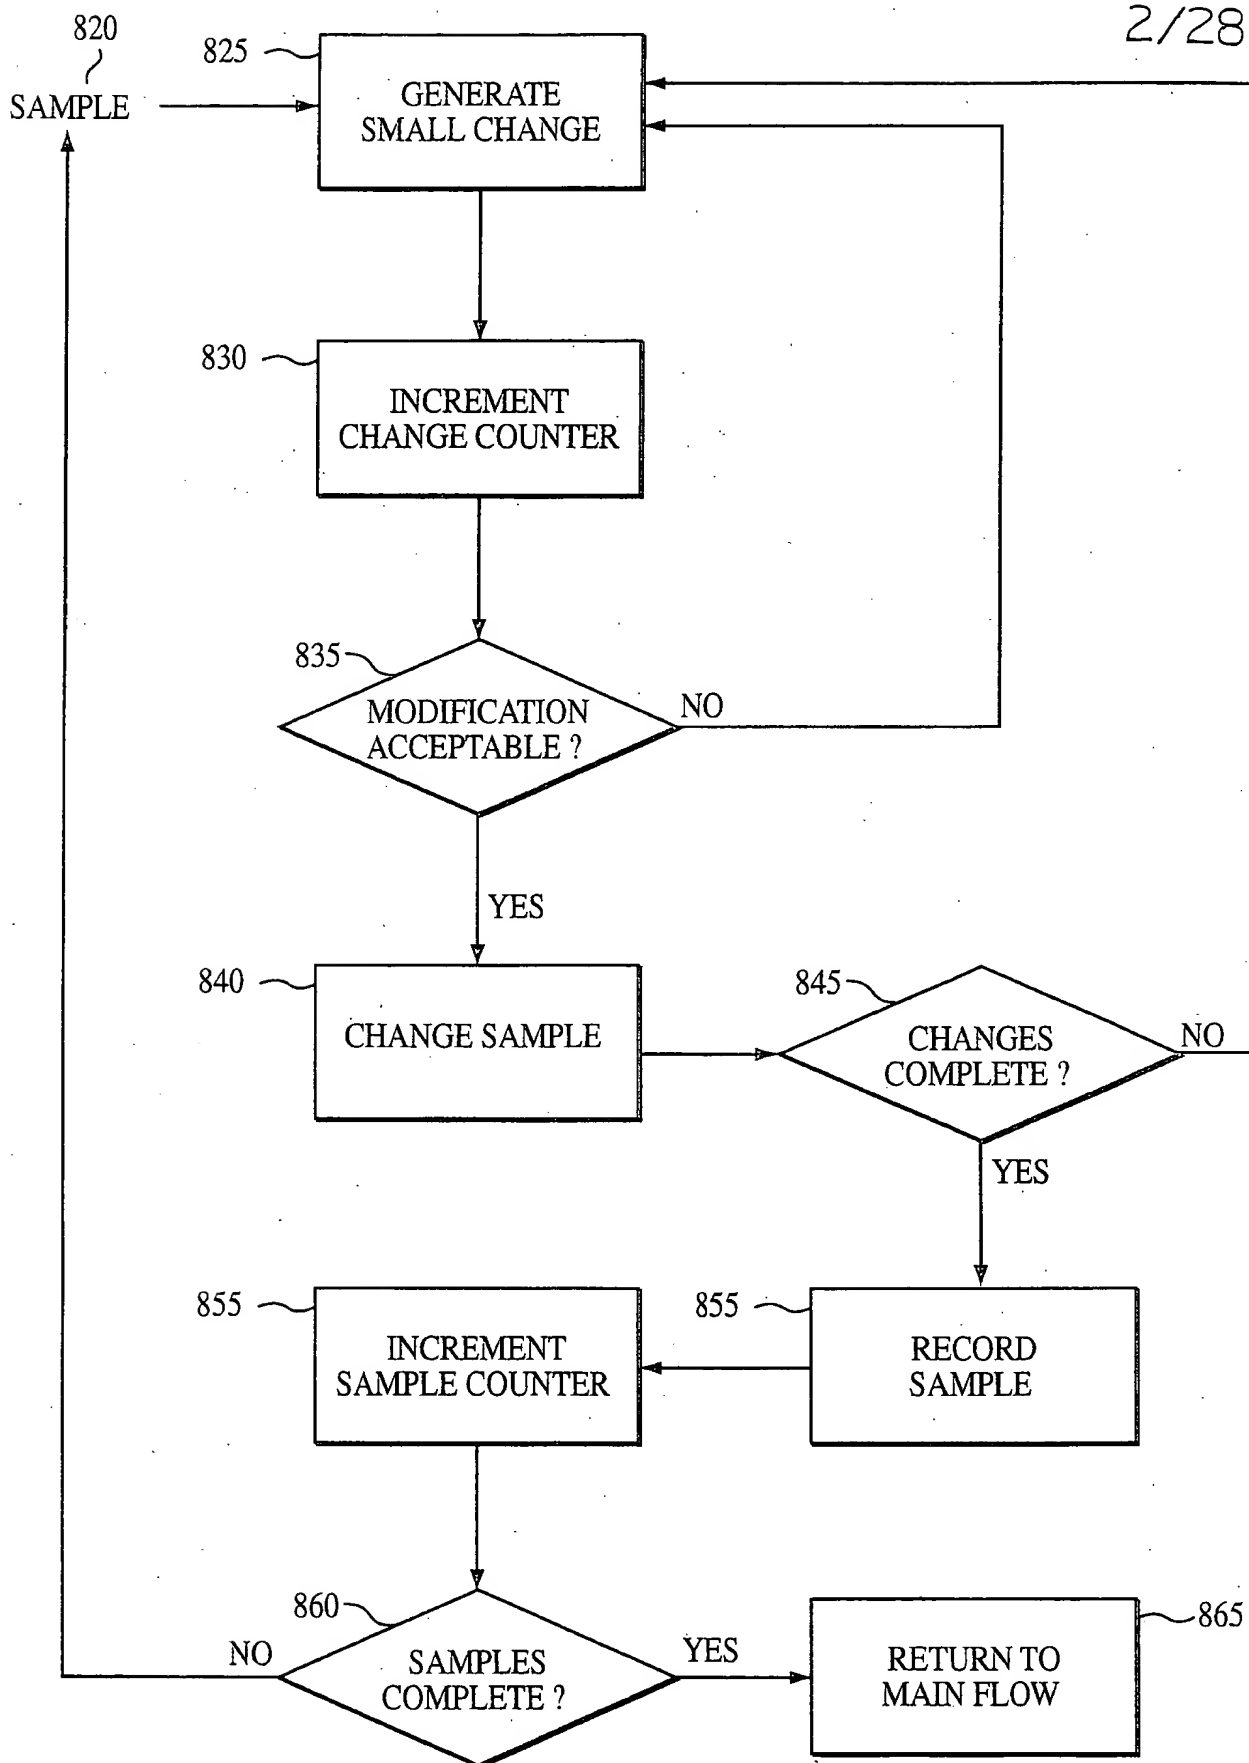 2/28
820
SAMPLE
825
GENERATE
SMALL CHANGE
830
INCREMENT
CHANGE COUNTER
835
MODIFICATION
ACCEPTABLE ?
NO
YES
840
CHANGE SAMPLE
845
CHANGES
COMPLETE ?
NO
YES
855
INCREMENT
SAMPLE COUNTER
855
RECORD
SAMPLE
860
SAMPLES
COMPLETE ?
NO
YES
865
RETURN TO
MAIN FLOW